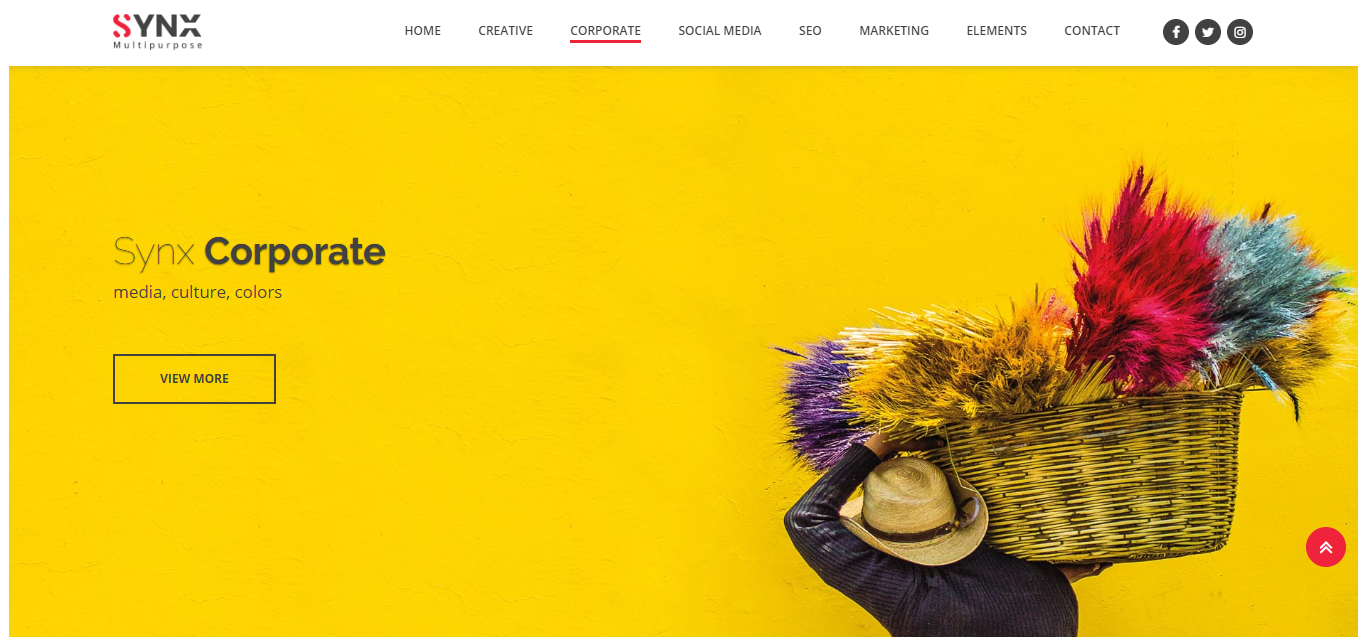 SYNX
Multipurpose
HOME CREATIVE CORPORATE SOCIAL MEDIA SEO MARKETING ELEMENTS CONTACT
Synx Corporate
media, culture, colors
VIEW MORE